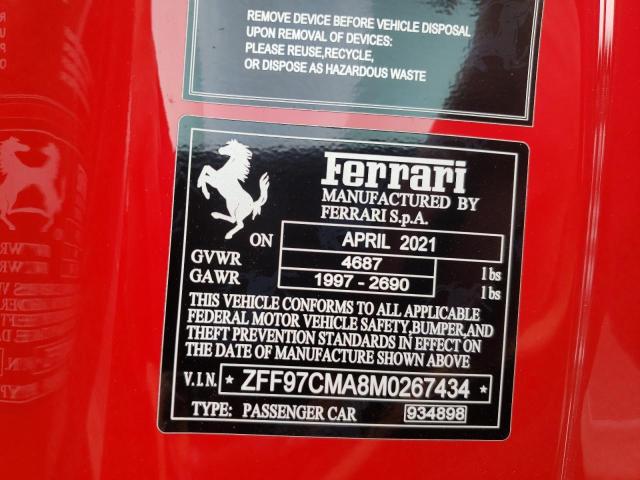 REMOVE DEVICE BEFORE VEHICLE DISPOSAL
UPON REMOVAL OF DEVICES:
PLEASE REUSE,RECYCLE,
OR DISPOSE AS HAZARDOUS WASTE
Ferrari
MANUFACTURED BY
FERRARI S.p.A.
ON APRIL 2021
GVWR 4687 lbs
GAWR 1997 - 2690 lbs
THIS VEHICLE CONFORMS TO ALL APPLICABLE
FEDERAL MOTOR VEHICLE SAFETY,BUMPER,AND
THEFT PREVENTION STANDARDS IN EFFECT ON
THE DATE OF MANUFACTURE SHOWN ABOVE
V.I.N. * ZFF97CMA8M0267434 *
TYPE: PASSENGER CAR 934898